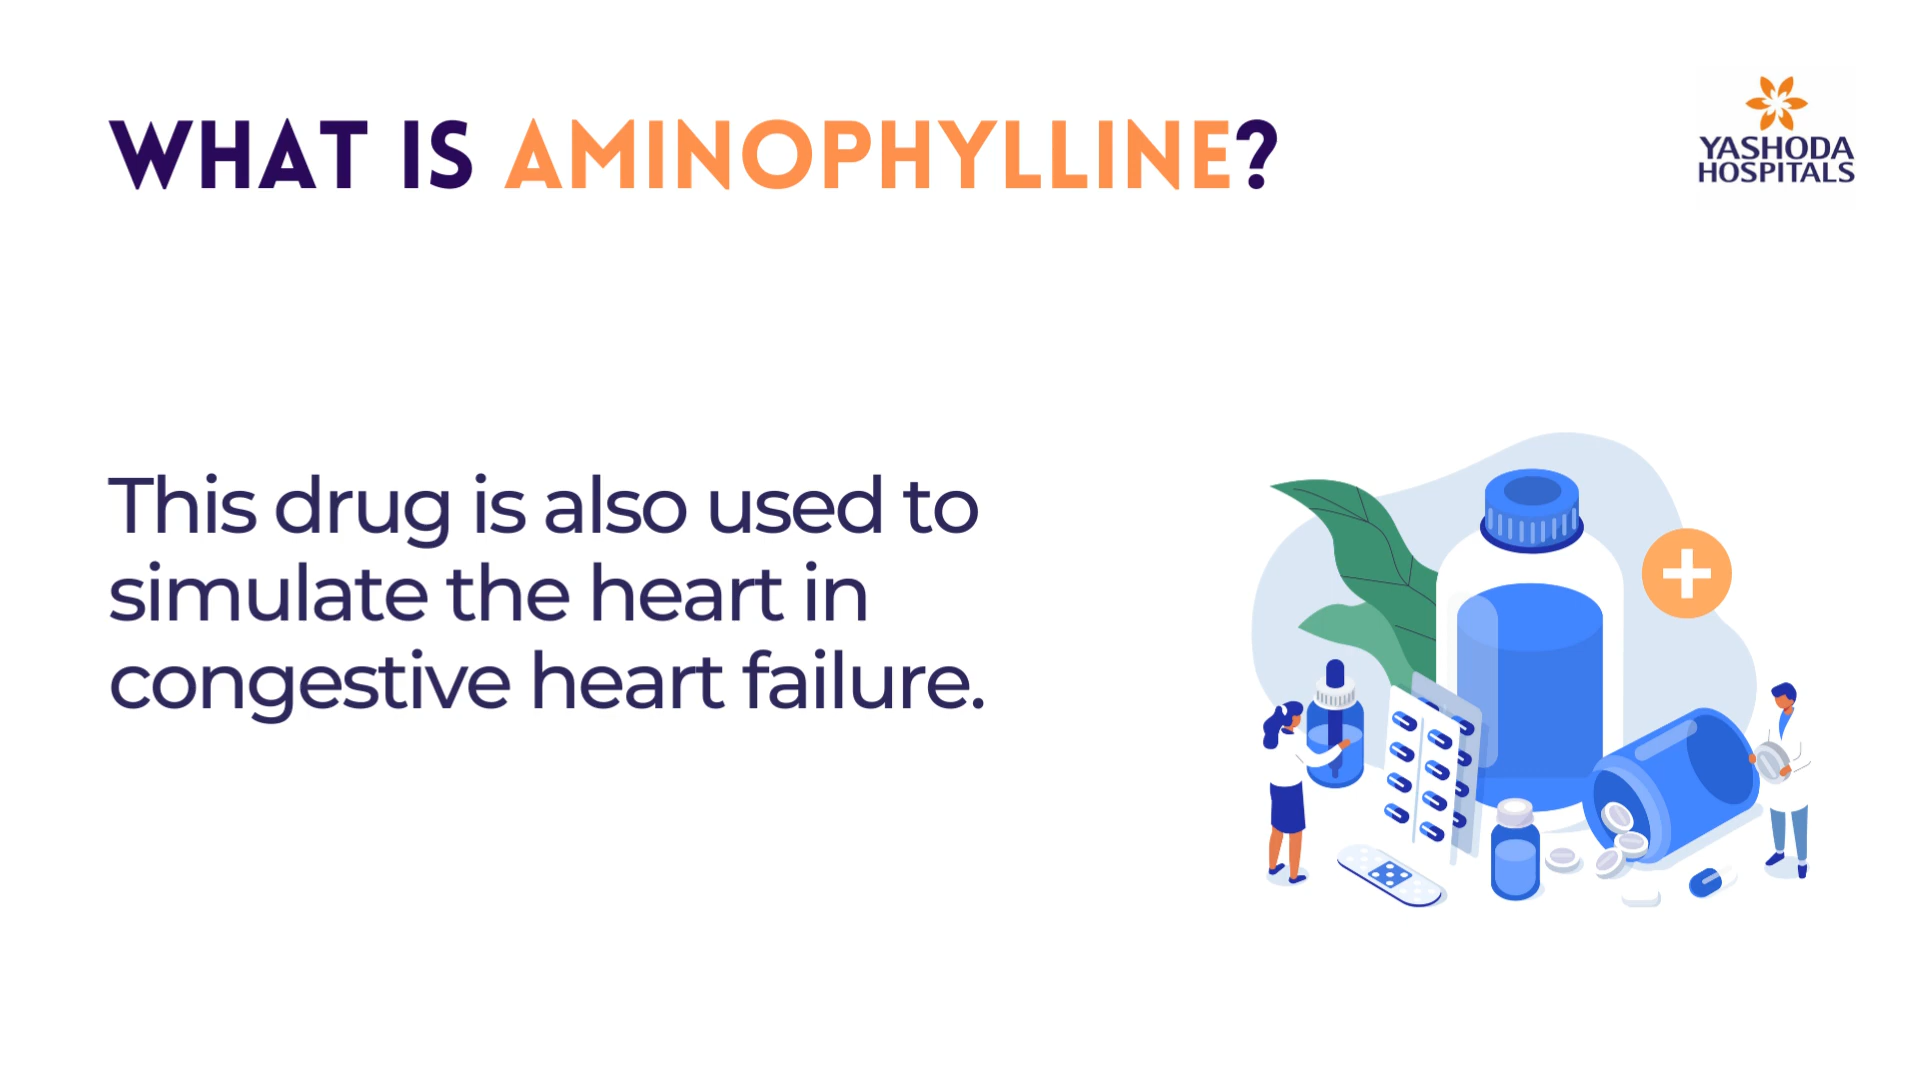 WHAT IS AMINOPHYLLINE?
YASHODA
HOSPITALS
This drug is also used to
simulate the heart in
congestive heart failure.